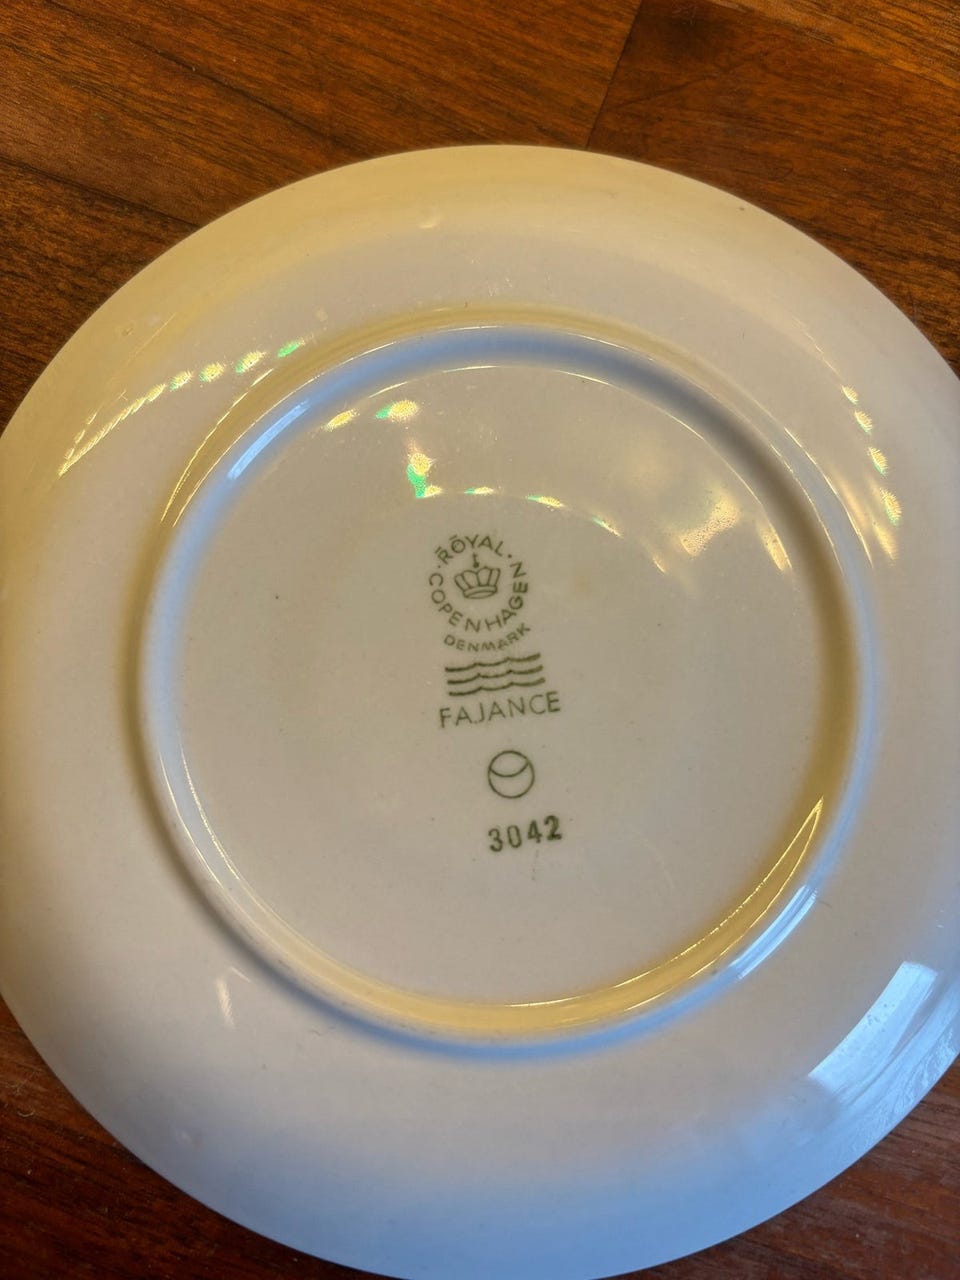 ROYAL
COPENHAGEN
DENMARK
FAJANCE
3042